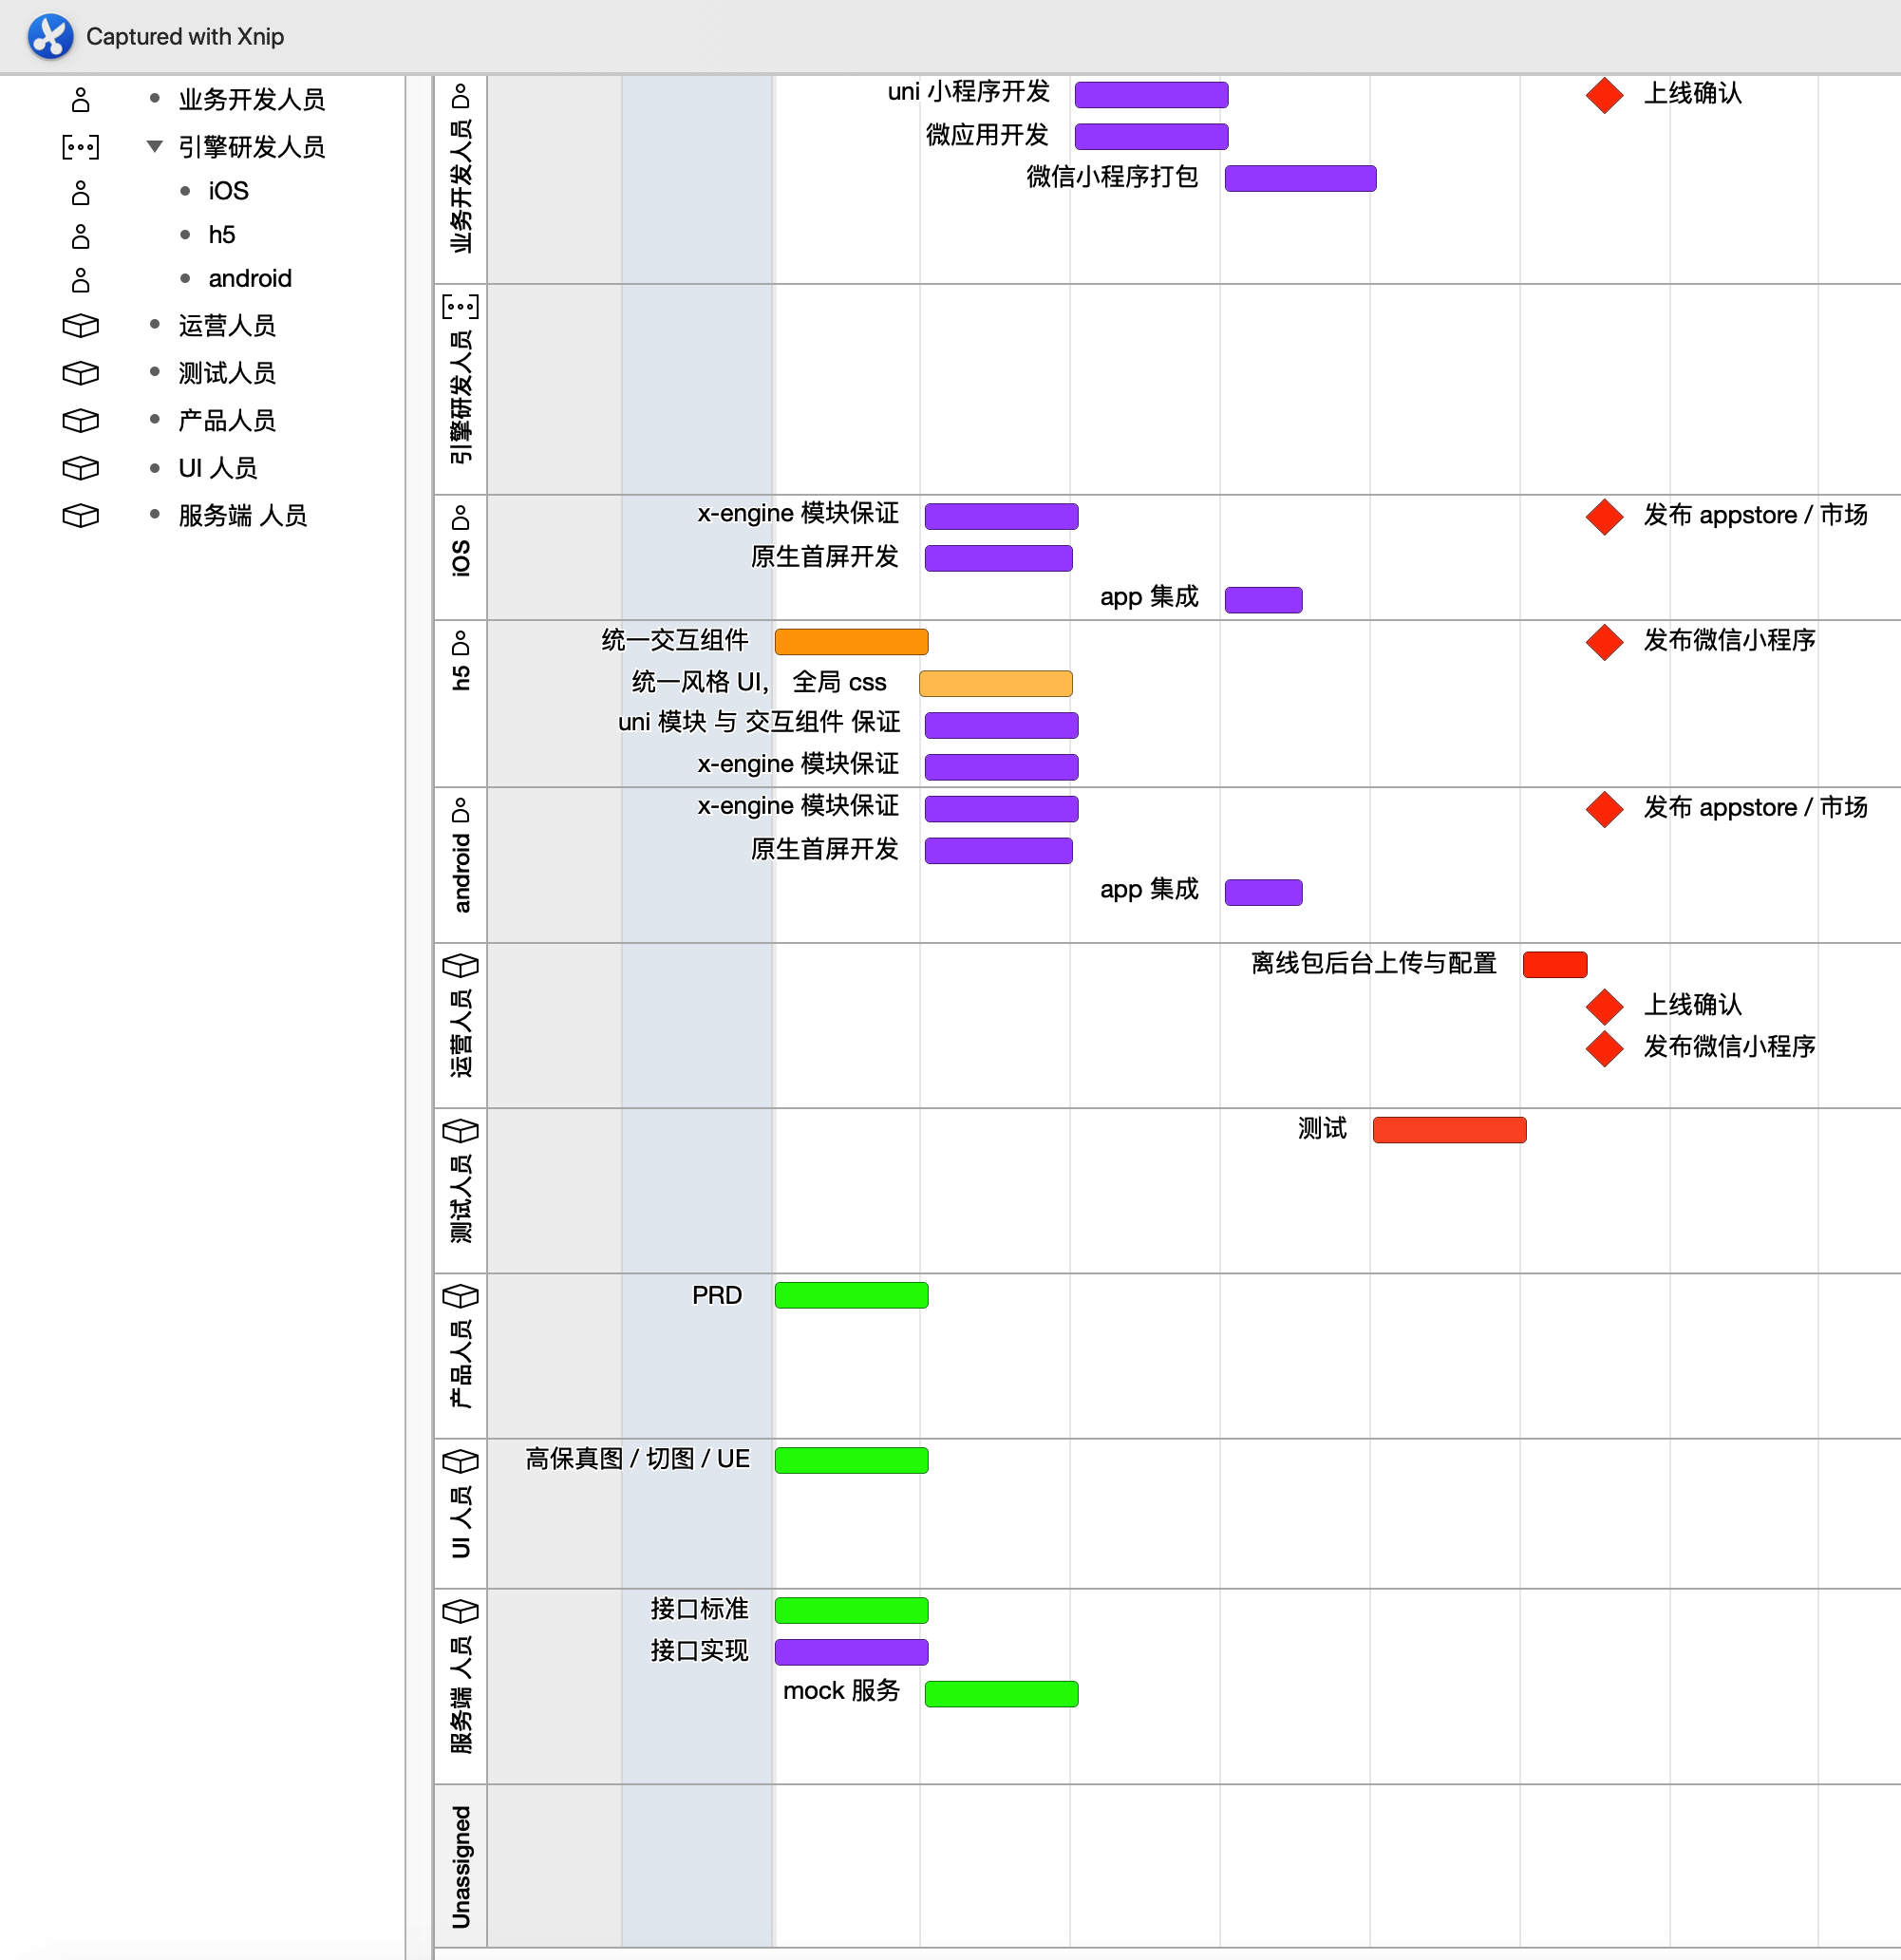 Captured with Xnip
业务开发人员
引擎研发人员
iOS
h5
android
运营人员
测试人员
产品人员
UI 人员
服务端 人员
业务开发人员
uni 小程序开发
上线确认
微应用开发
微信小程序打包
引擎研发人员
iOS
x-engine 模块保证
发布 appstore / 市场
原生首屏开发
app 集成
h5
统一交互组件
发布微信小程序
统一风格 UI， 全局 css
uni 模块 与 交互组件 保证
x-engine 模块保证
android
x-engine 模块保证
发布 appstore / 市场
原生首屏开发
app 集成
运营人员
离线包后台上传与配置
上线确认
发布微信小程序
测试人员
测试
产品人员
PRD
UI 人员
高保真图 / 切图 / UE
服务端 人员
接口标准
接口实现
mock 服务
Unassigned